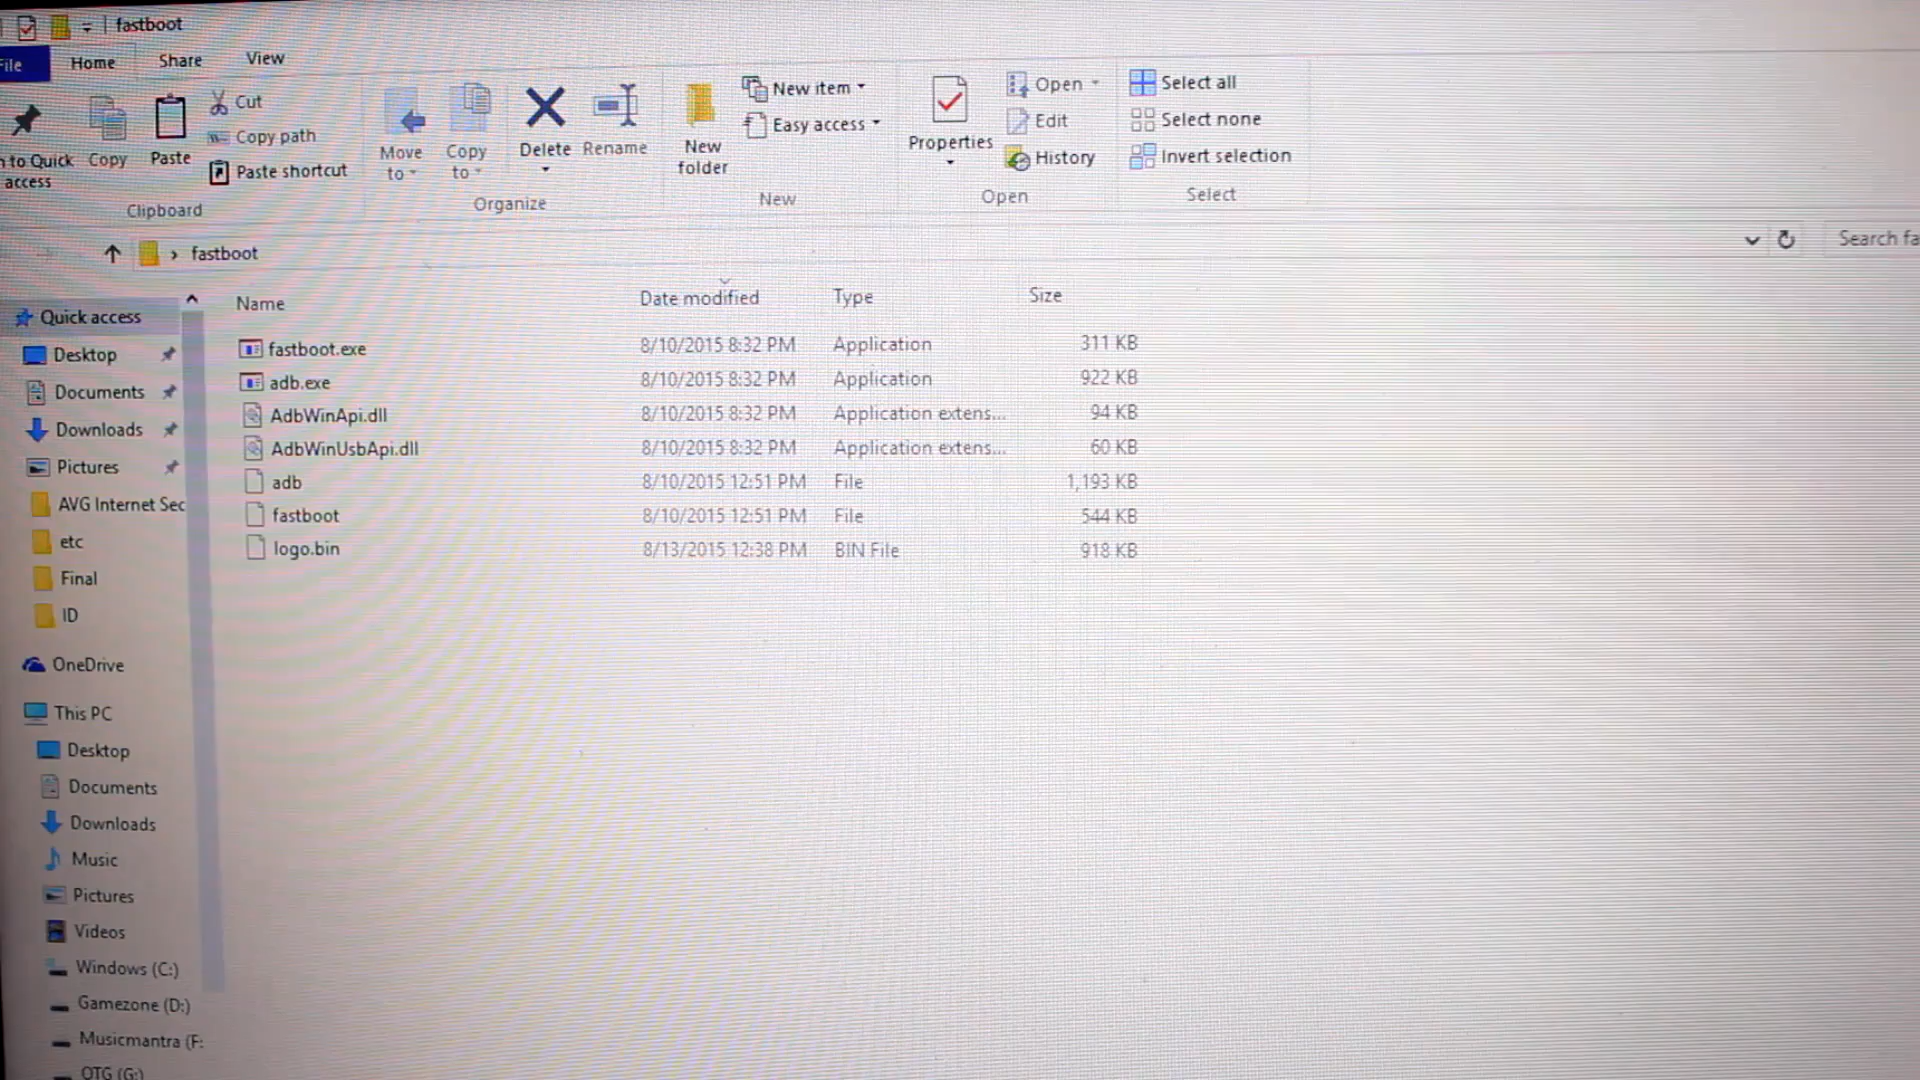 fastboot
File Home Share View
to Quick access
Copy
Paste
Cut
Copy path
Paste shortcut
Clipboard
Move to
Copy to
Delete
Rename
Organize
New folder
New item
Easy access
New
Properties
Open
Edit
History
Open
Select all
Select none
Invert selection
Select
fastboot
Search fa
Name Date modified Type Size
fastboot.exe 8/10/2015 8:32 PM Application 311 KB
adb.exe 8/10/2015 8:32 PM Application 922 KB
AdbWinApi.dll 8/10/2015 8:32 PM Application extens... 94 KB
AdbWinUsbApi.dll 8/10/2015 8:32 PM Application extens... 60 KB
adb 8/10/2015 12:51 PM File 1,193 KB
fastboot 8/10/2015 12:51 PM File 544 KB
logo.bin 8/13/2015 12:38 PM BIN File 918 KB
Quick access
Desktop
Documents
Downloads
Pictures
AVG Internet Sec
etc
Final
ID
OneDrive
This PC
Desktop
Documents
Downloads
Music
Pictures
Videos
Windows (C:)
Gamezone (D:)
Musicmantra (F:
OTG (G:)